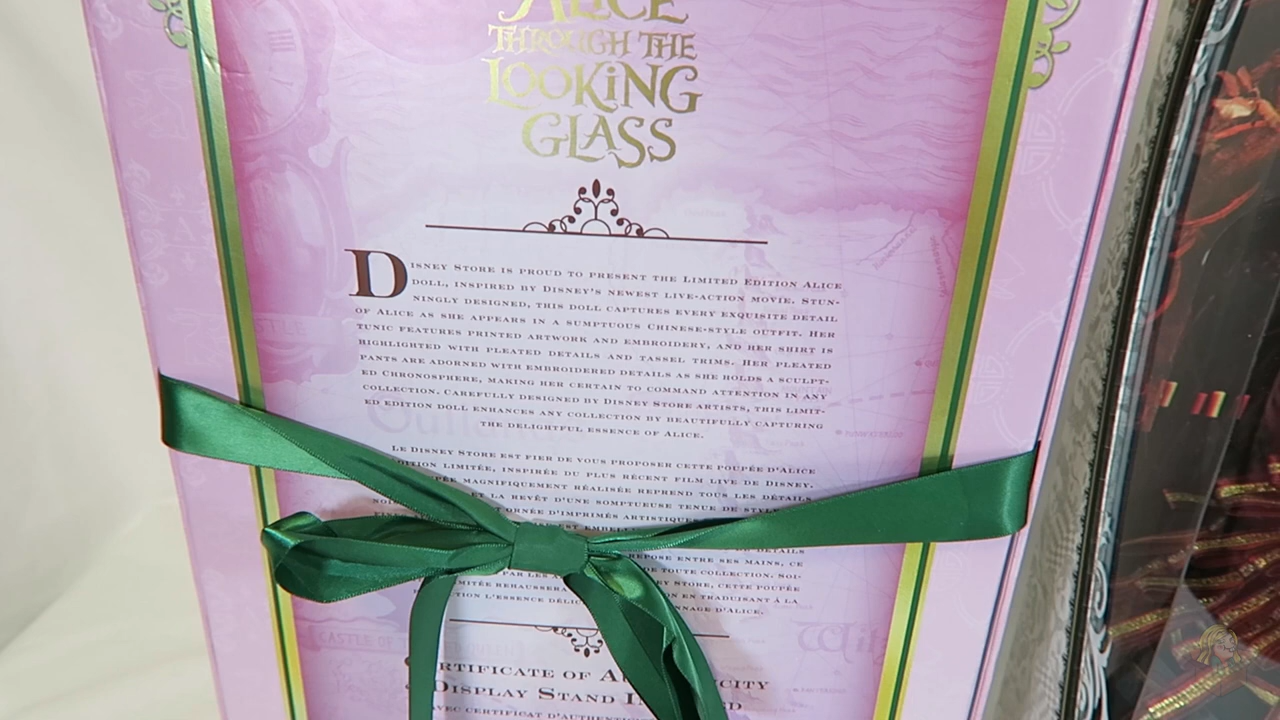 ALICE
THROUGH THE
LOOKING
GLASS
DISNEY STORE IS PROUD TO PRESENT THE LIMITED EDITION ALICE
DOLL, INSPIRED BY DISNEY'S NEWEST LIVE-ACTION MOVIE. STUN-
NINGLY DESIGNED, THIS DOLL CAPTURES EVERY EXQUISITE DETAIL
OF ALICE AS SHE APPEARS IN A SUMPTUOUS CHINESE-STYLE OUTFIT. HER
TUNIC FEATURES PRINTED ARTWORK AND EMBROIDERY, AND HER SHIRT IS
HIGHLIGHTED WITH PLEATED DETAILS AND TASSEL TRIMS. HER PLEATED
PANTS ARE ADORNED WITH EMBROIDERED DETAILS AS SHE HOLDS A SCULPT-
ED CHRONOSPHERE, MAKING HER CERTAIN TO COMMAND ATTENTION IN ANY
COLLECTION. CAREFULLY DESIGNED BY DISNEY STORE ARTISTS, THIS LIMIT-
ED EDITION DOLL ENHANCES ANY COLLECTION BY BEAUTIFULLY CAPTURING
THE DELIGHTFUL ESSENCE OF ALICE.
LE DISNEY STORE EST FIER DE VOUS PROPOSER CETTE POUPÉE D'ALICE
LIMITÉE, INSPIRÉE DU PLUS RÉCENT FILM LIVE DE DISNEY.
MAGNIFIQUEMENT RÉALISÉE REPREND TOUS LES DÉTAILS
ET LA REVÊT D'UNE SOMPTUEUSE TENUE DE STYLE
ORNÉE D'IMPRIMÉS ARTISTIQUES
EST
DÉTAILS
REPOSE ENTRE SES MAINS, CE
PAR LES DE TOUTE COLLECTION. SOI-
STORE, CETTE POUPÉE
EN TRADUISANT À LA
L'ESSENCE D'ALICE.
CERTIFICATE OF
DISPLAY STAND
AVEC CERTIFICAT